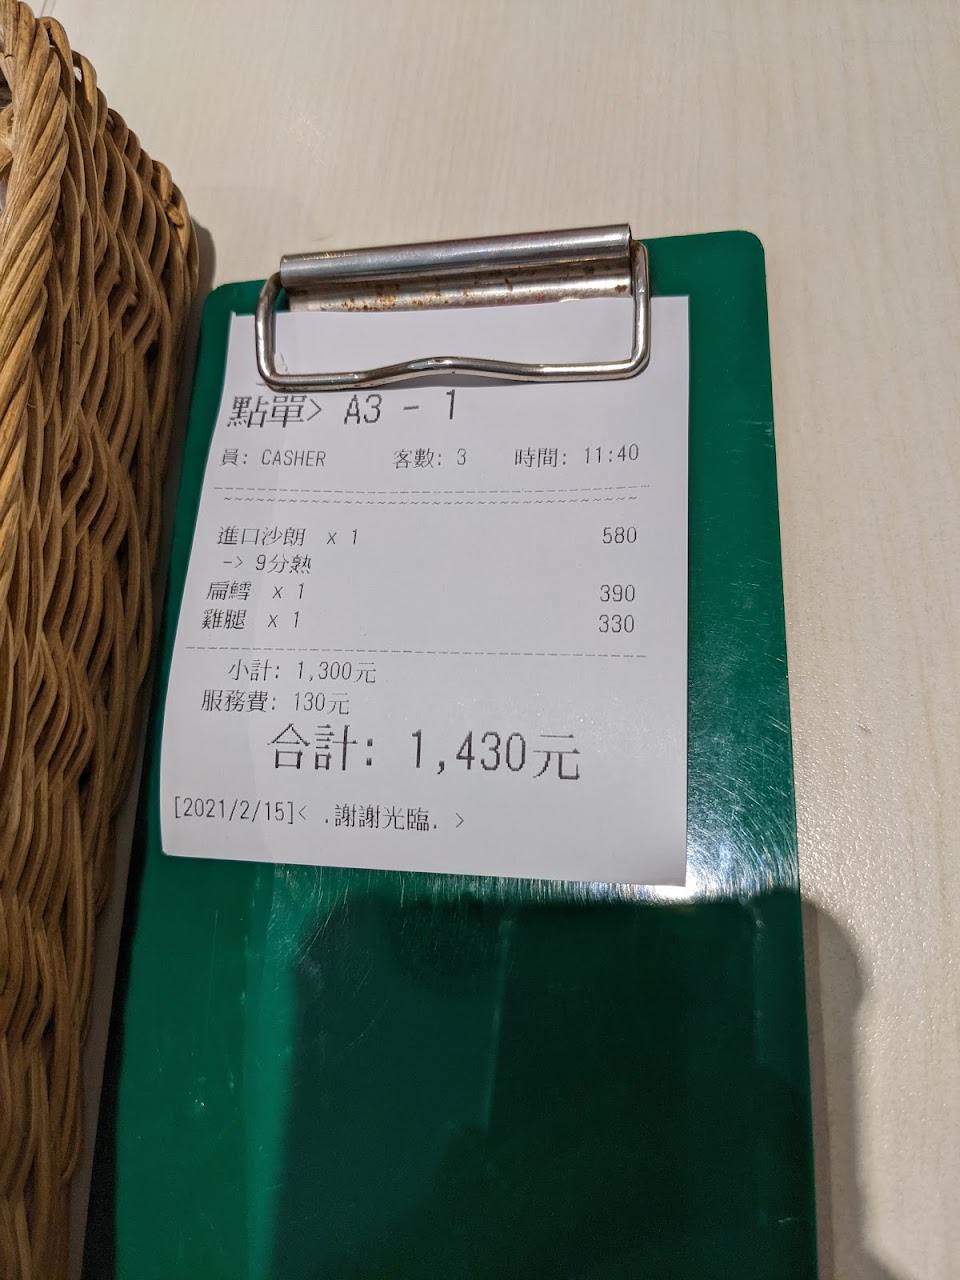 點單> A3 - 1
員: CASHER 客數: 3 時間: 11:40
進口沙朗 x 1 580
-> 9分熟
扁鱈 x 1 390
雞腿 x 1 330
小計: 1,300元
服務費: 130元
合計: 1,430元
[2021/2/15]< .謝謝光臨. >